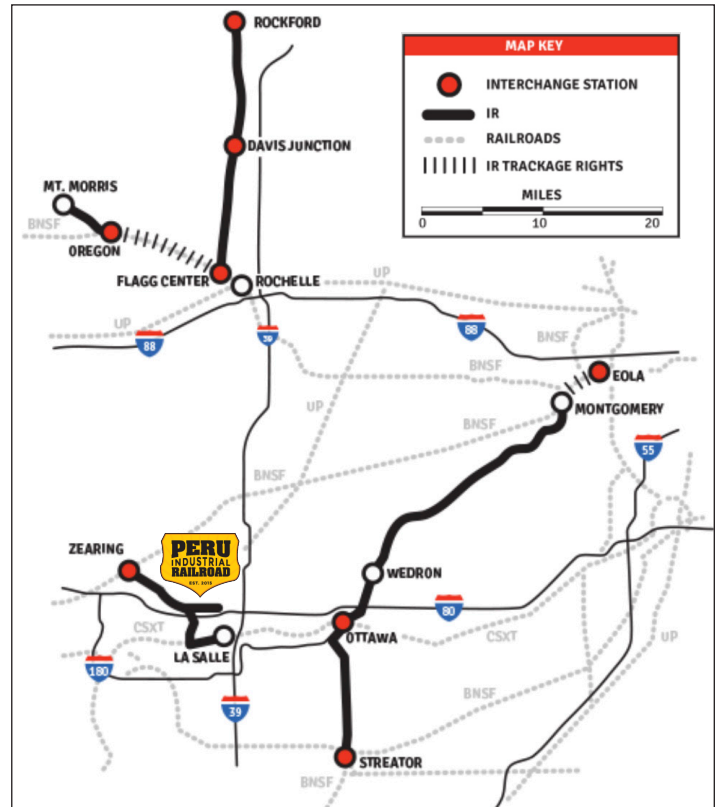 ROCKFORD
MAP KEY
INTERCHANGE STATION
IR
RAILROADS
IR TRACKAGE RIGHTS
MILES
0 10 20
DAVIS JUNCTION
MT. MORRIS
BNSF
OREGON
FLAGG CENTER
ROCHELLE
UP
UP
88
39
88
BNSF
BNSF
EOLA
MONTGOMERY
UP
BNSF
55
BNSF
ZEARING
PERU
INDUSTRIAL
RAILROAD
EST. 2015
WEDRON
80
CSXT
OTTAWA
CSXT
UP
LA SALLE
180
BNSF
39
STREATOR
BNSF